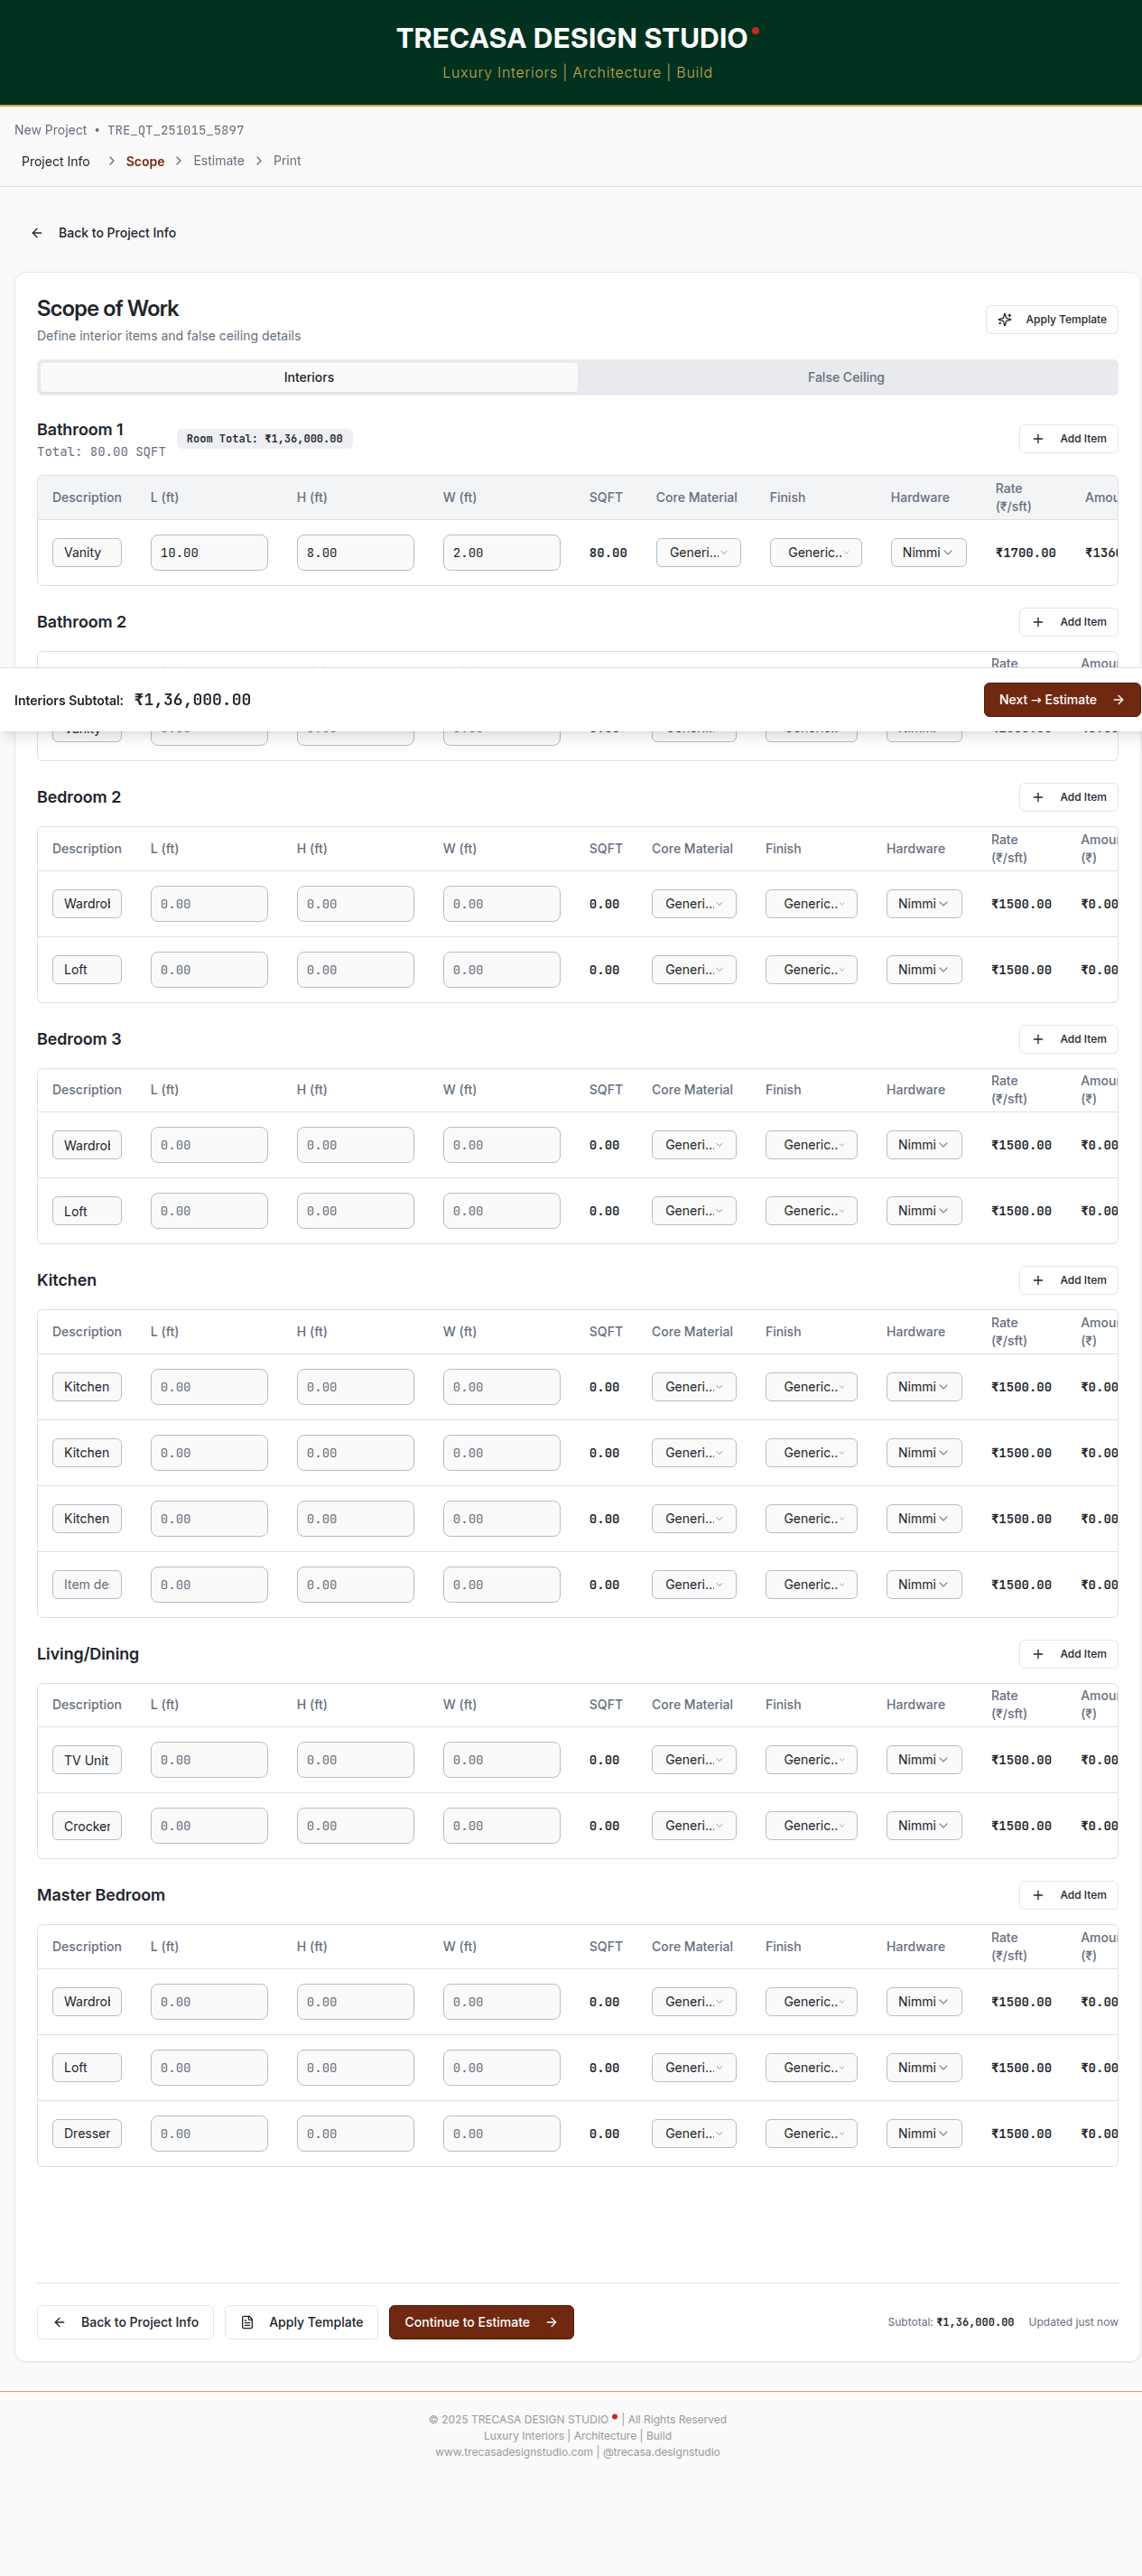 TRECASA DESIGN STUDIO
Luxury Interiors | Architecture | Build
New Project • TRE_QT_251015_5897
Project Info > Scope > Estimate > Print
← Back to Project Info
Scope of Work
Define interior items and false ceiling details
Apply Template
Interiors False Ceiling
Bathroom 1
Total: 80.00 SQFT
Room Total: ₹1,36,000.00
+ Add Item
Description L (ft) H (ft) W (ft) SQFT Core Material Finish Hardware Rate (₹/sft) Amou
Vanity 10.00 8.00 2.00 80.00 Generi... Generic.. Nimmi ₹1700.00 ₹136
Bathroom 2 + Add Item
Rate Amou
Interiors Subtotal: ₹1,36,000.00 Next → Estimate →
Bedroom 2 + Add Item
Description L (ft) H (ft) W (ft) SQFT Core Material Finish Hardware Rate (₹/sft) Amou (₹)
Wardro 0.00 0.00 0.00 0.00 Generi... Generic.. Nimmi ₹1500.00 ₹0.00
Loft 0.00 0.00 0.00 0.00 Generi... Generic.. Nimmi ₹1500.00 ₹0.00
Bedroom 3 + Add Item
Description L (ft) H (ft) W (ft) SQFT Core Material Finish Hardware Rate (₹/sft) Amou (₹)
Wardro 0.00 0.00 0.00 0.00 Generi... Generic.. Nimmi ₹1500.00 ₹0.00
Loft 0.00 0.00 0.00 0.00 Generi... Generic.. Nimmi ₹1500.00 ₹0.00
Kitchen + Add Item
Description L (ft) H (ft) W (ft) SQFT Core Material Finish Hardware Rate (₹/sft) Amou (₹)
Kitchen 0.00 0.00 0.00 0.00 Generi... Generic.. Nimmi ₹1500.00 ₹0.00
Kitchen 0.00 0.00 0.00 0.00 Generi... Generic.. Nimmi ₹1500.00 ₹0.00
Kitchen 0.00 0.00 0.00 0.00 Generi... Generic.. Nimmi ₹1500.00 ₹0.00
Item de 0.00 0.00 0.00 0.00 Generi... Generic.. Nimmi ₹1500.00 ₹0.00
Living/Dining + Add Item
Description L (ft) H (ft) W (ft) SQFT Core Material Finish Hardware Rate (₹/sft) Amou (₹)
TV Unit 0.00 0.00 0.00 0.00 Generi... Generic.. Nimmi ₹1500.00 ₹0.00
Crocker 0.00 0.00 0.00 0.00 Generi... Generic.. Nimmi ₹1500.00 ₹0.00
Master Bedroom + Add Item
Description L (ft) H (ft) W (ft) SQFT Core Material Finish Hardware Rate (₹/sft) Amou (₹)
Wardro 0.00 0.00 0.00 0.00 Generi... Generic.. Nimmi ₹1500.00 ₹0.00
Loft 0.00 0.00 0.00 0.00 Generi... Generic.. Nimmi ₹1500.00 ₹0.00
Dresser 0.00 0.00 0.00 0.00 Generi... Generic.. Nimmi ₹1500.00 ₹0.00
← Back to Project Info Apply Template Continue to Estimate → Subtotal: ₹1,36,000.00 Updated just now
© 2025 TRECASA DESIGN STUDIO | All Rights Reserved
Luxury Interiors | Architecture | Build
www.trecasadesignstudio.com | @trecasa.designstudio